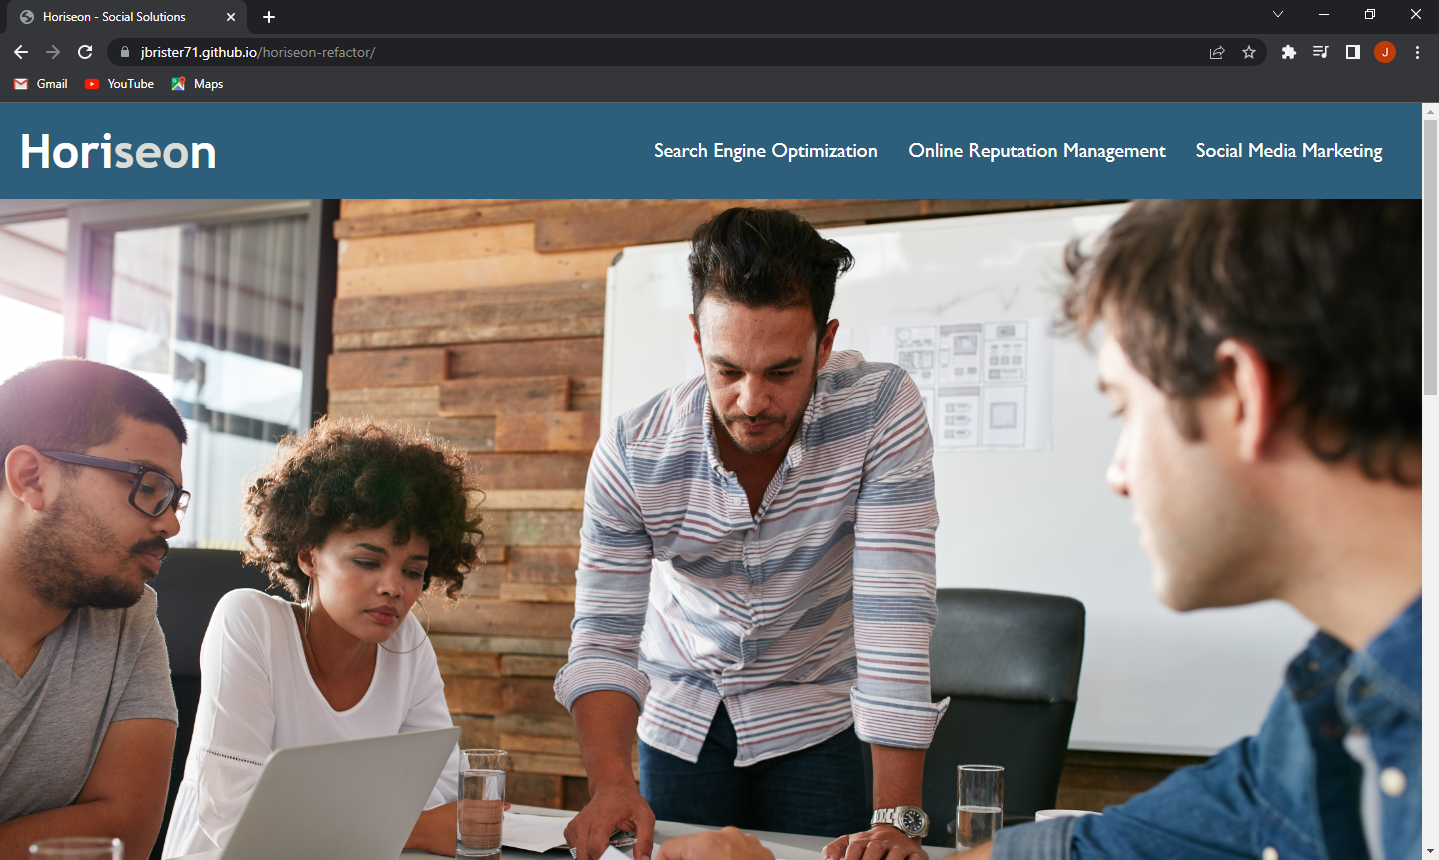 Horiseon - Social Solutions
jbrister71.github.io/horiseon-refactor/
J
Gmail YouTube Maps
Horiseon
Search Engine Optimization Online Reputation Management Social Media Marketing